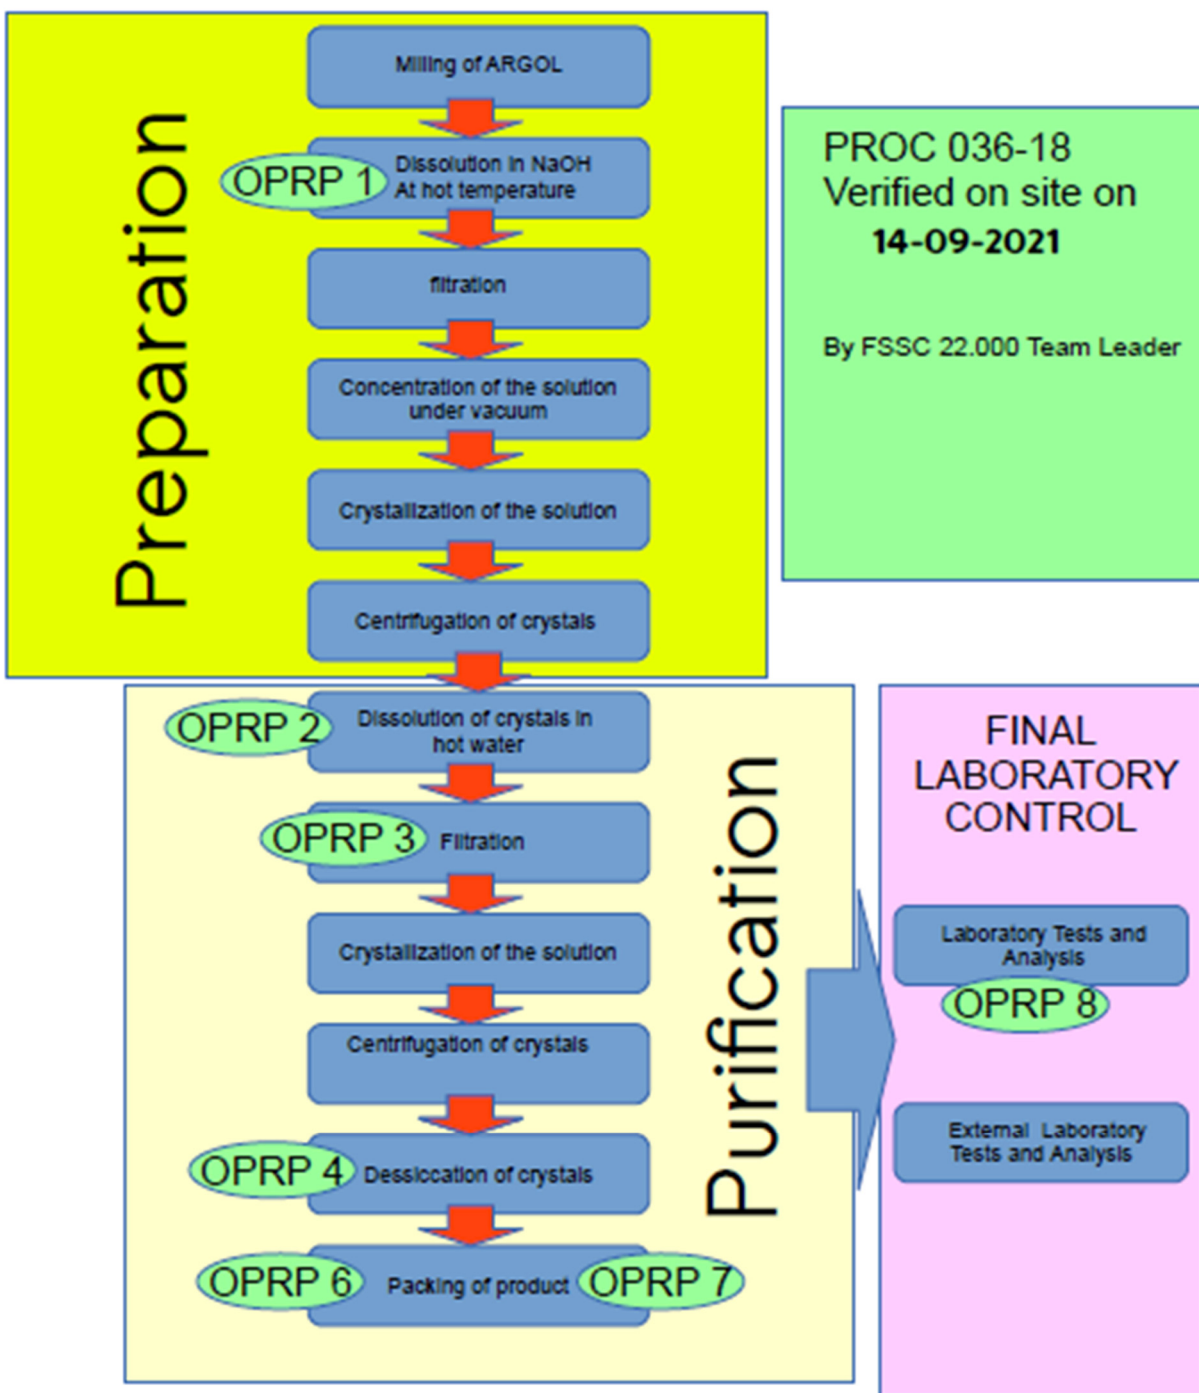 Preparation
Milling of ARGOL
OPRP 1
Dissolution in NaOH
At hot temperature
filtration
Concentration of the solution
under vacuum
Crystallization of the solution
Centrifugation of crystals
PROC 036-18
Verified on site on
14-09-2021
By FSSC 22.000 Team Leader
Purification
OPRP 2
Dissolution of crystals in
hot water
OPRP 3
Filtration
Crystallization of the solution
Centrifugation of crystals
OPRP 4
Dessiccation of crystals
OPRP 6
Packing of product
OPRP 7
FINAL
LABORATORY
CONTROL
Laboratory Tests and
Analysis
OPRP 8
External Laboratory
Tests and Analysis